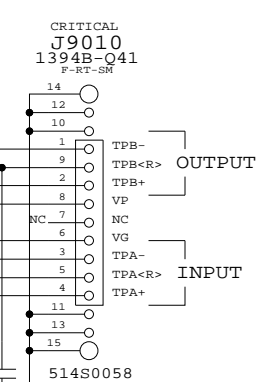 CRITICAL
J9010
1394B-Q41
F-RT-SM
14
12
10
1 TPB-
9 TPB<R> OUTPUT
2 TPB+
8 VP
NC 7 NC
6 VG
3 TPA-
5 TPA<R> INPUT
4 TPA+
11
13
15
514S0058